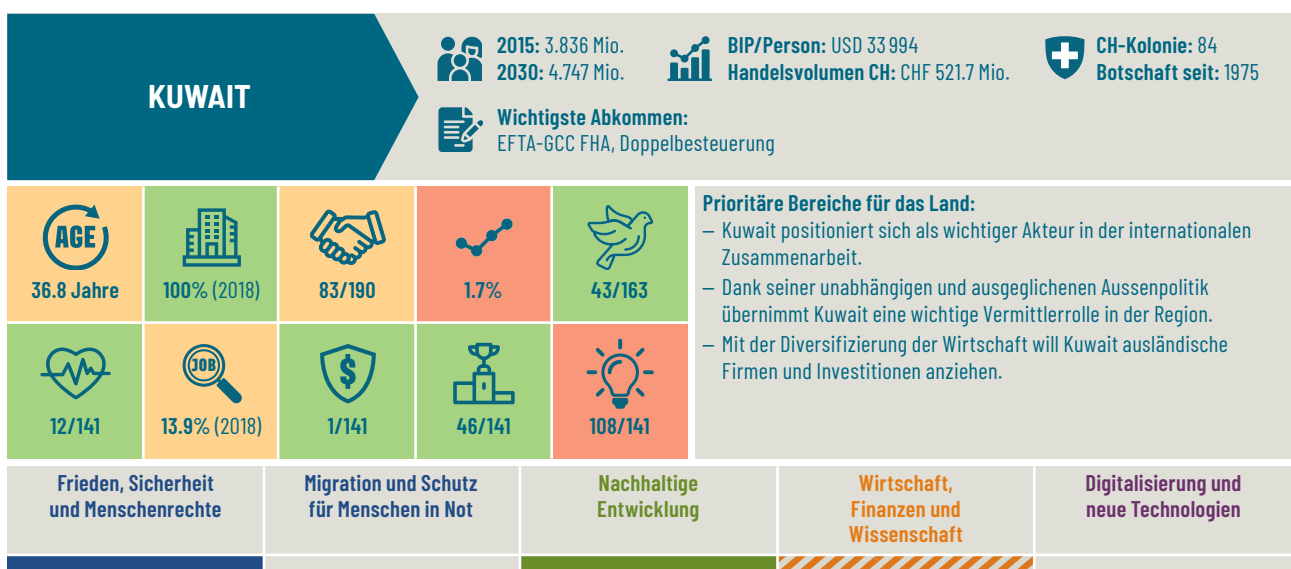 KUWAIT
2015: 3.836 Mio.
2030: 4.747 Mio.
BIP/Person: USD 33 994
Handelsvolumen CH: CHF 521.7 Mio.
CH-Kolonie: 84
Botschaft seit: 1975
Wichtigste Abkommen:
EFTA-GCC FHA, Doppelbesteuerung
AGE
36.8 Jahre
100% (2018)
83/190
1.7%
43/163
12/141
JOB
13.9% (2018)
$
1/141
46/141
108/141
Prioritäre Bereiche für das Land:
– Kuwait positioniert sich als wichtiger Akteur in der internationalen
Zusammenarbeit.
– Dank seiner unabhängigen und ausgeglichenen Aussenpolitik
übernimmt Kuwait eine wichtige Vermittlerrolle in der Region.
– Mit der Diversifizierung der Wirtschaft will Kuwait ausländische
Firmen und Investitionen anziehen.
Frieden, Sicherheit
und Menschenrechte
Migration und Schutz
für Menschen in Not
Nachhaltige
Entwicklung
Wirtschaft,
Finanzen und
Wissenschaft
Digitalisierung und
neue Technologien